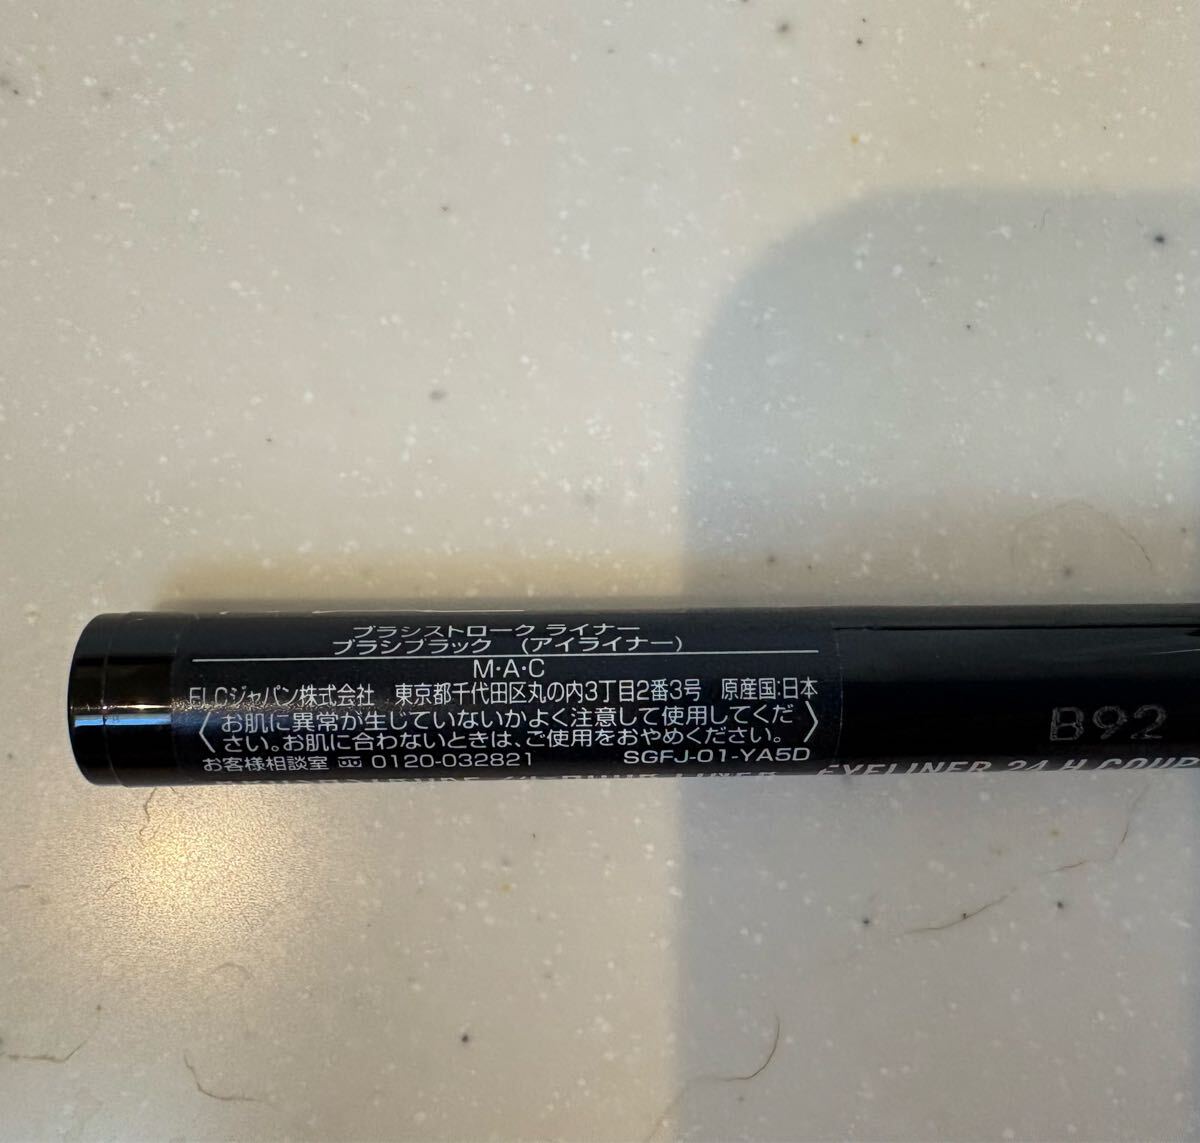 ブラシストローク ライナー
ブラシブラック (アイライナー)
M・A・C
ELCジャパン株式会社 東京都千代田区丸の内3丁目2番3号 原産国:日本
〈お肌に異常が生じていないかよく注意して使用してくだ
さい。お肌に合わないときは、ご使用をおやめください。〉
お客様相談室 0120-032821 SGFJ-01-YA5D
B92
LINER EYELINER 24 H COUP